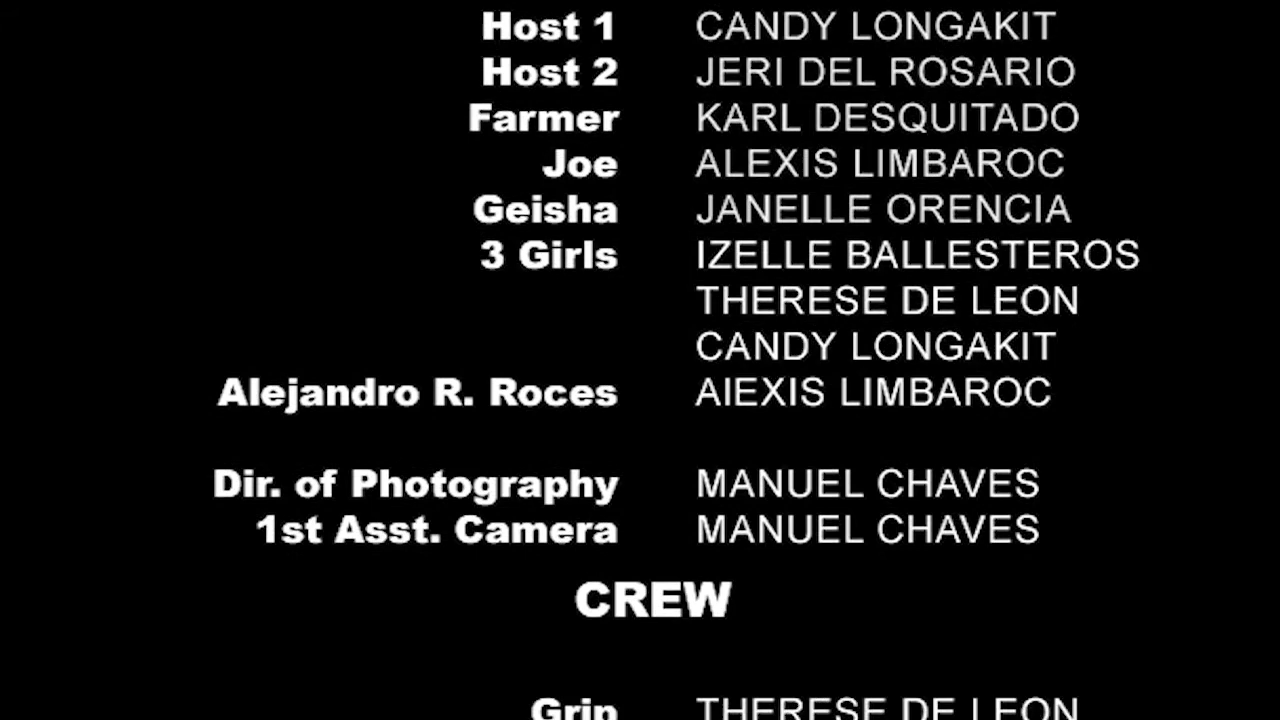 Host 1 CANDY LONGAKIT
Host 2 JERI DEL ROSARIO
Farmer KARL DESQUITADO
Joe ALEXIS LIMBAROC
Geisha JANELLE ORENCIA
3 Girls IZELLE BALLESTEROS
THERESE DE LEON
CANDY LONGAKIT
Alejandro R. Roces AlEXIS LIMBAROC
Dir. of Photography MANUEL CHAVES
1st Asst. Camera MANUEL CHAVES
CREW
Grip THERESE DE LEON